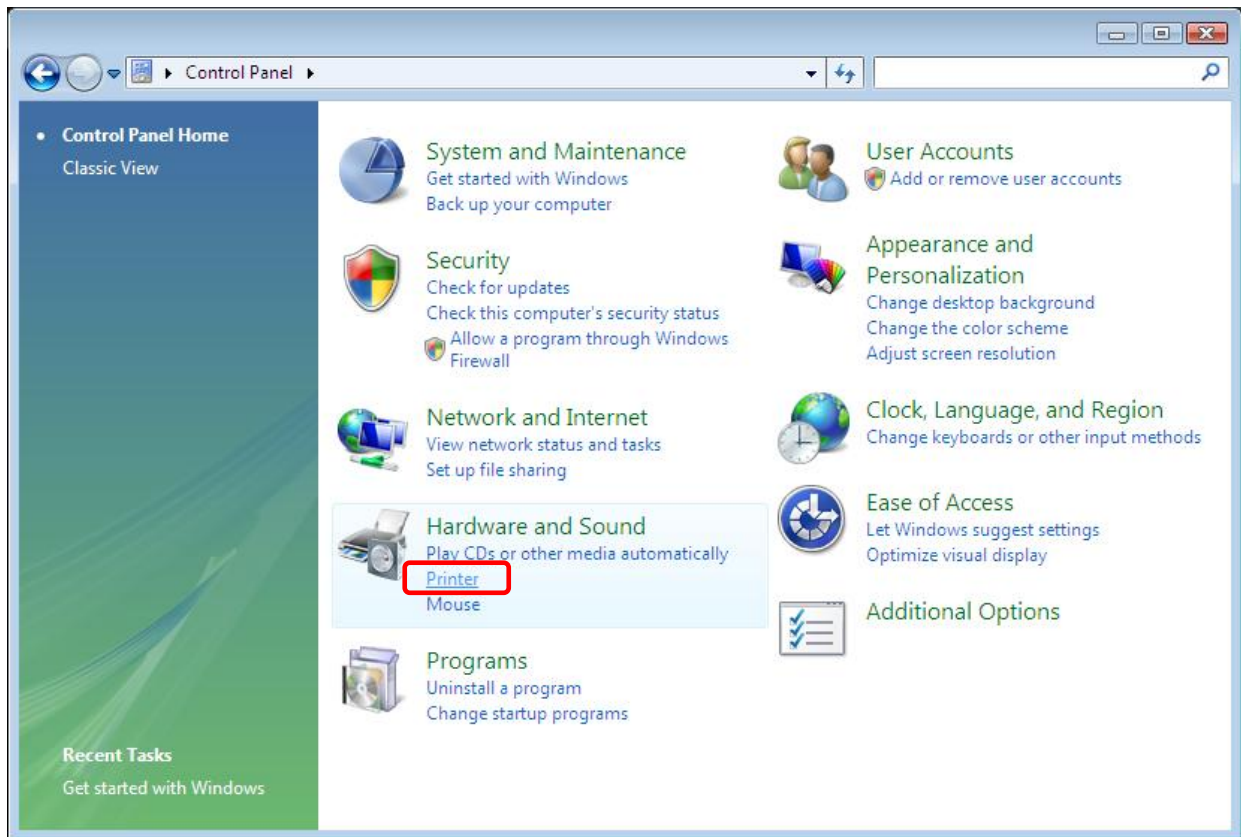 Control Panel
Control Panel Home
Classic View
System and Maintenance
Get started with Windows
Back up your computer
Security
Check for updates
Check this computer's security status
Allow a program through Windows
Firewall
Network and Internet
View network status and tasks
Set up file sharing
Hardware and Sound
Play CDs or other media automatically
Printer
Mouse
Programs
Uninstall a program
Change startup programs
User Accounts
Add or remove user accounts
Appearance and
Personalization
Change desktop background
Change the color scheme
Adjust screen resolution
Clock, Language, and Region
Change keyboards or other input methods
Ease of Access
Let Windows suggest settings
Optimize visual display
Additional Options
Recent Tasks
Get started with Windows